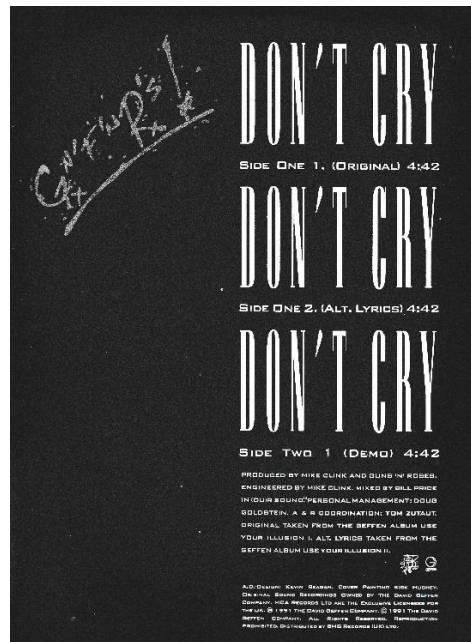 G N' F' N R's!
DON'T CRY
SIDE ONE 1. (ORIGINAL) 4:42
DON'T CRY
SIDE ONE 2. (ALT. LYRICS) 4:42
DON'T CRY
SIDE TWO 1 (DEMO) 4:42
PRODUCED BY MIKE CLINK AND GUNS 'N' ROSES.
ENGINEERED BY MIKE CLINK. MIXED BY BILL PRICE
IN (OUR SOUND" PERSONAL MANAGEMENT: DOUG
GOLDSTEIN. A & R COORDINATION: TOM ZUTAUT.
ORIGINAL TAKEN FROM THE GEFFEN ALBUM USE
YOUR ILLUSION I. ALT. LYRICS TAKEN FROM THE
GEFFEN ALBUM USE YOUR ILLUSION II.
A.D./DESIGN: KEVIN REAGAN. COVER PAINTING KIRK HUGHEY.
ORIGINAL SOUND RECORDINGS OWNED BY THE DAVID GEFFEN
COMPANY. MCA RECORDS LTD ARE THE EXCLUSIVE LICENSEES FOR
THE UK. ℗ 1991 THE DAVID GEFFEN COMPANY. © 1991 THE DAVID
GEFFEN COMPANY. ALL RIGHTS RESERVED. REPRODUCTION
PROHIBITED. DISTRIBUTED BY BMG RECORDS (UK) LTD.